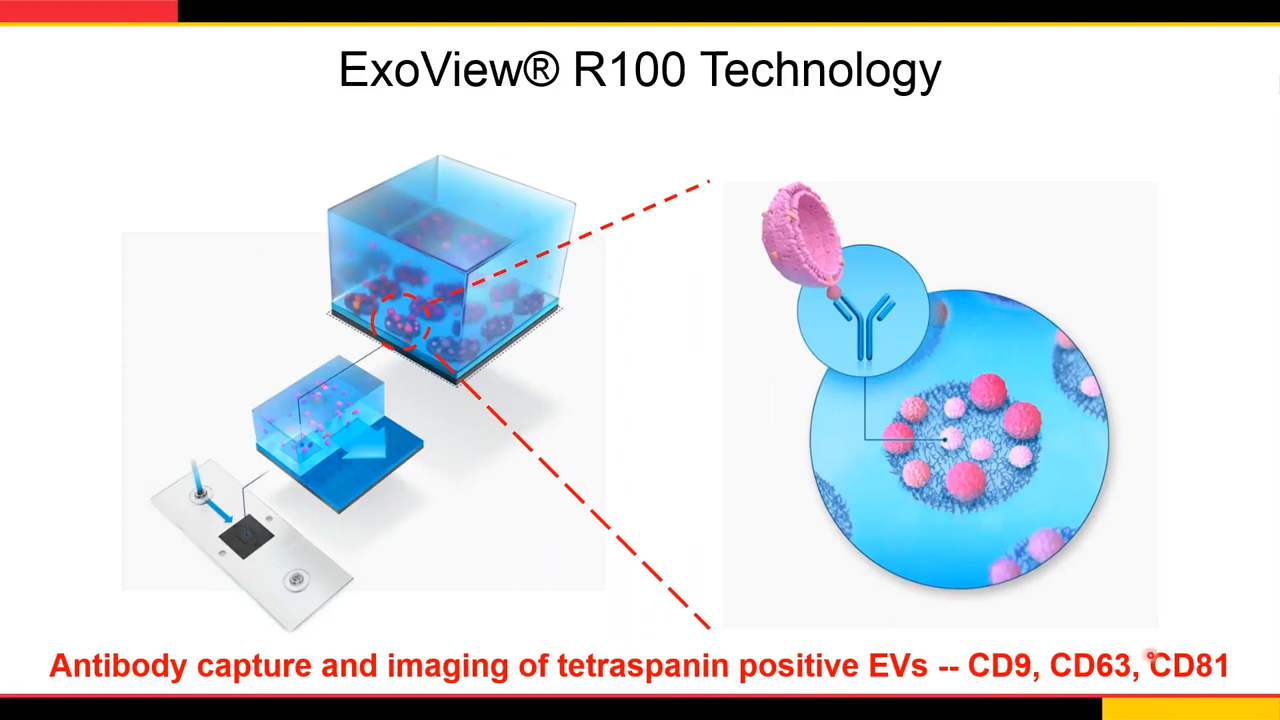 ExoView® R100 Technology
Antibody capture and imaging of tetraspanin positive EVs -- CD9, CD63, CD81